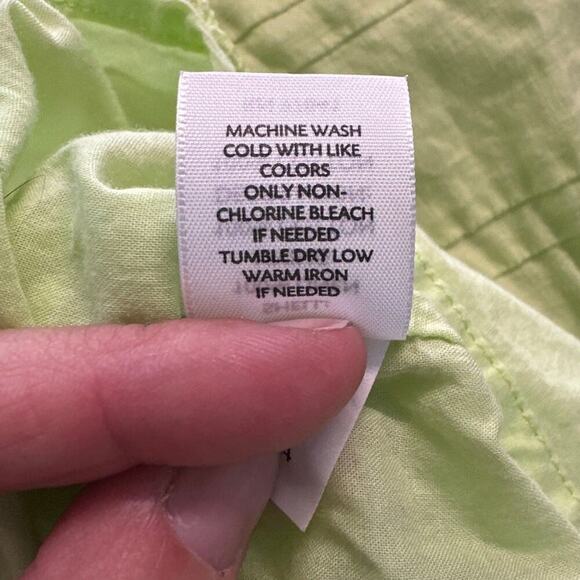 MACHINE WASH
COLD WITH LIKE
COLORS
ONLY NON-
CHLORINE BLEACH
IF NEEDED
TUMBLE DRY LOW
WARM IRON
IF NEEDED